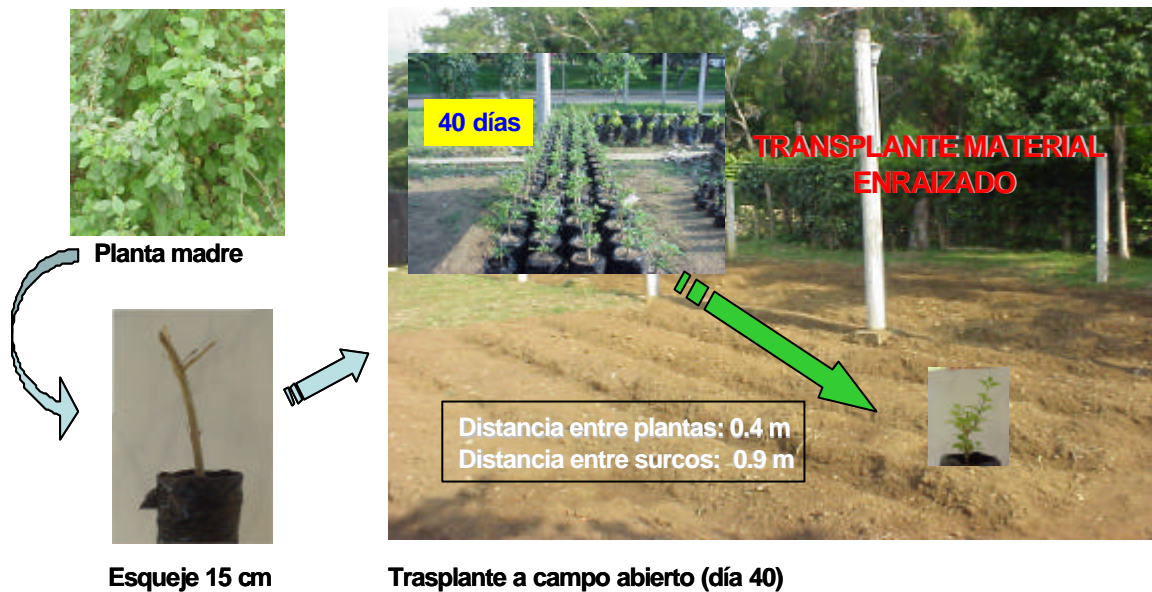 Planta madre
Esqueje 15 cm
40 días
TRANSPLANTE MATERIAL
ENRAIZADO
Distancia entre plantas: 0.4 m
Distancia entre surcos: 0.9 m
Trasplante a campo abierto (día 40)